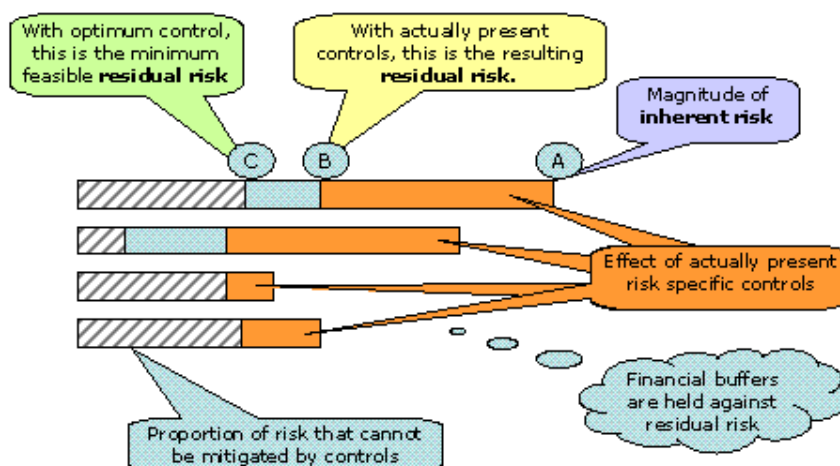 With optimum control,
this is the minimum
feasible residual risk
With actually present
controls, this is the resulting
residual risk.
Magnitude of
inherent risk
C
B
A
Effect of actually present
risk specific controls
Financial buffers
are held against
residual risk
Proportion of risk that cannot
be mitigated by controls